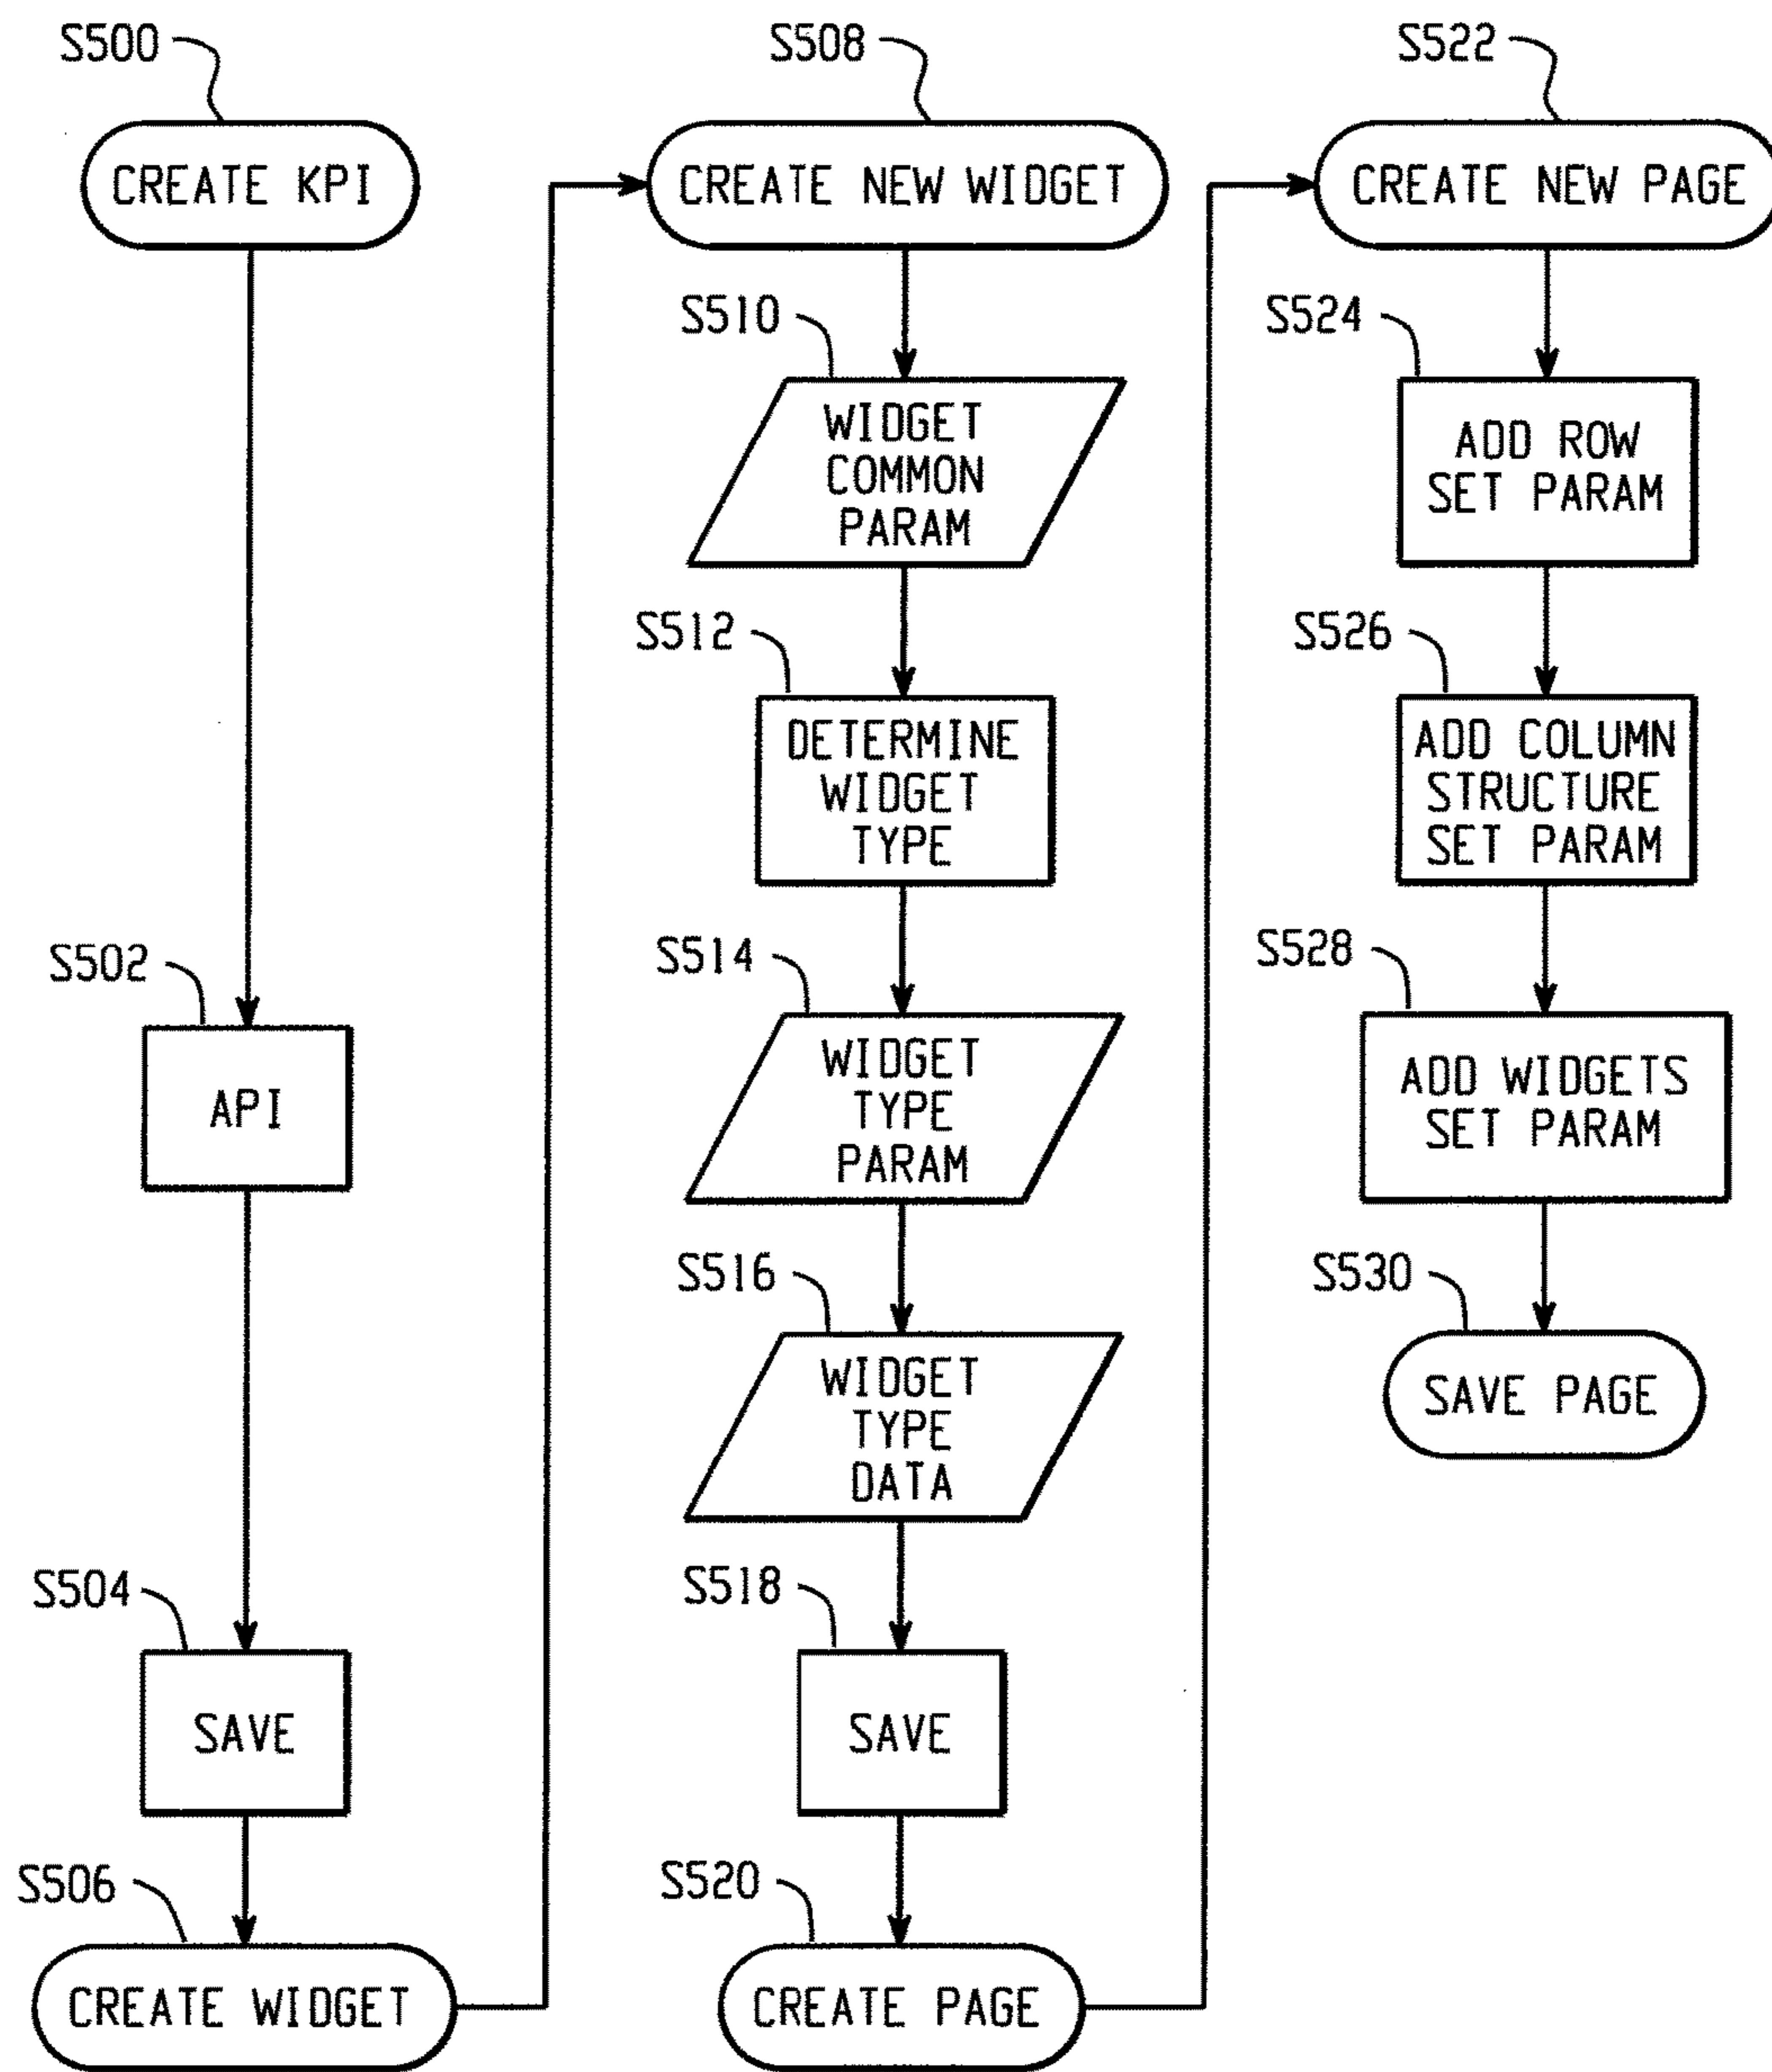 S500
CREATE KPI
S502
API
S504
SAVE
S506
CREATE WIDGET
S508
CREATE NEW WIDGET
S510
WIDGET
COMMON
PARAM
S512
DETERMINE
WIDGET
TYPE
S514
WIDGET
TYPE
PARAM
S516
WIDGET
TYPE
DATA
S518
SAVE
S520
CREATE PAGE
S522
CREATE NEW PAGE
S524
ADD ROW
SET PARAM
S526
ADD COLUMN
STRUCTURE
SET PARAM
S528
ADD WIDGETS
SET PARAM
S530
SAVE PAGE